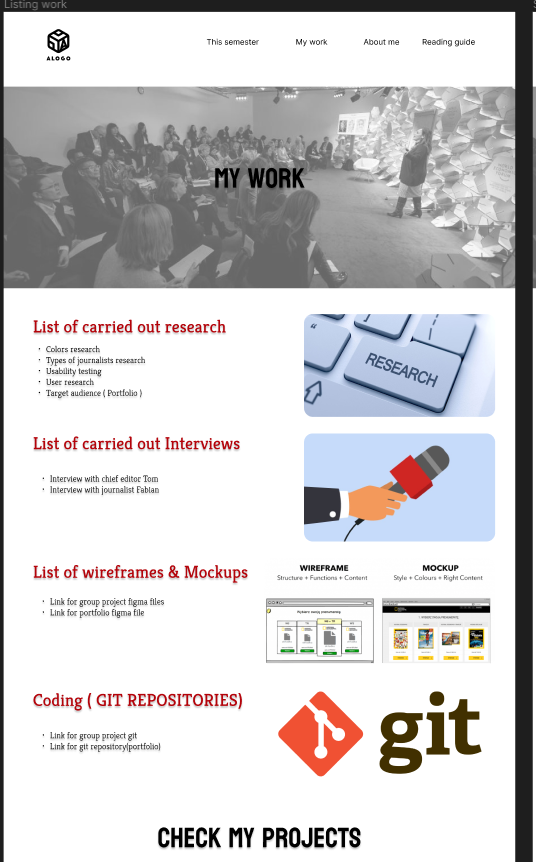 Listing work
ALOGO
This semester
My work
About me
Reading guide
MY WORK
List of carried out research
· Colors research
· Types of journalists research
· Usability testing
· User research
· Target audience ( Portfolio )
RESEARCH
List of carried out Interviews
· Interview with chief editor Tom
· Interview with journalist Fabian
List of wireframes & Mockups
· Link for group project figma files
· Link for portfolio figma file
WIREFRAME
Structure + Functions + Content
MOCKUP
Style + Colours + Right Content
Coding ( GIT REPOSITORIES)
· Link for group project git
· Link for git repository(portfolio)
git
CHECK MY PROJECTS